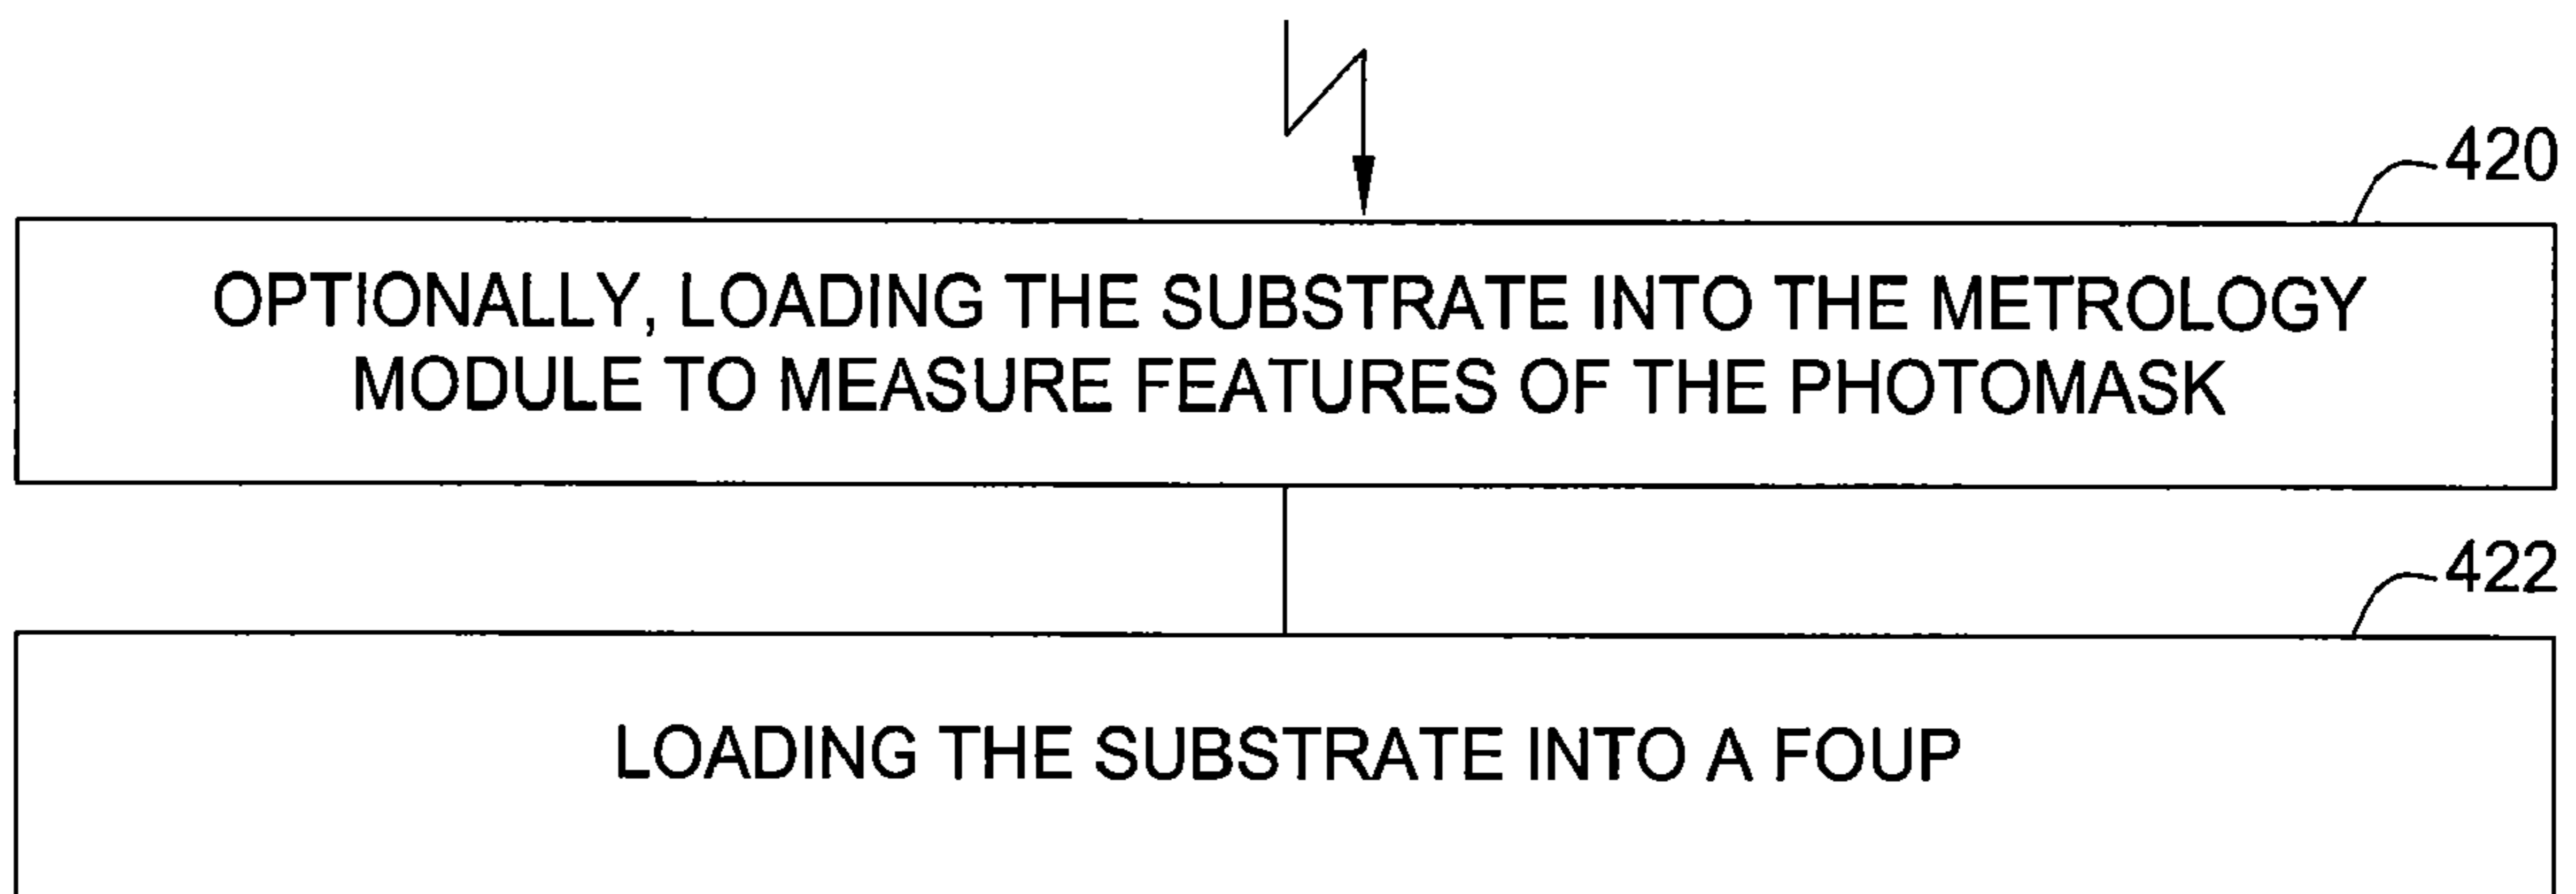 420
OPTIONALLY, LOADING THE SUBSTRATE INTO THE METROLOGY
MODULE TO MEASURE FEATURES OF THE PHOTOMASK
422
LOADING THE SUBSTRATE INTO A FOUP